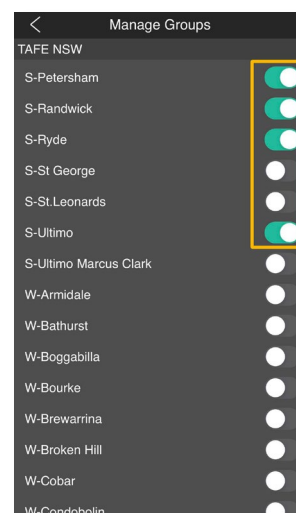 Manage Groups
TAFE NSW
S-Petersham
S-Randwick
S-Ryde
S-St George
S-St.Leonards
S-Ultimo
S-Ultimo Marcus Clark
W-Armidale
W-Bathurst
W-Boggabilla
W-Bourke
W-Brewarrina
W-Broken Hill
W-Cobar
W-Condobolin